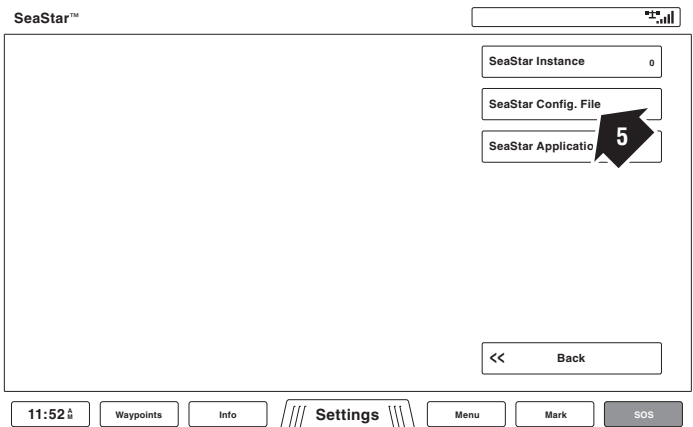 SeaStar™
SeaStar Instance 0
SeaStar Config. File
5
SeaStar Applicatio
<< Back
11:52 AM Waypoints Info Settings Menu Mark SOS